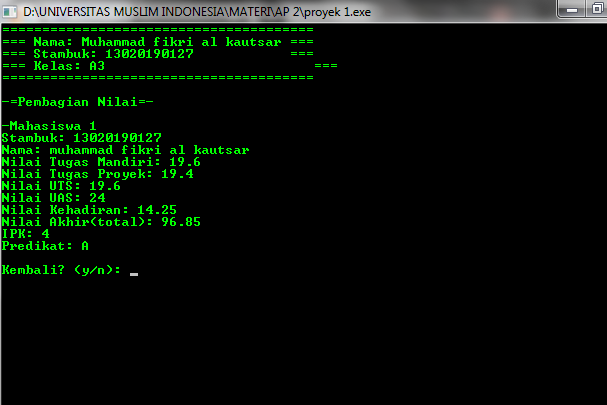 D:\UNIVERSITAS MUSLIM INDONESIA\MATERI\AP 2\proyek 1.exe
=======================================
=== Nama: Muhammad fikri al kautsar ===
=== Stambuk: 13020190127            ===
=== Kelas: A3                          ===
=======================================
-=Pembagian Nilai=-
-Mahasiswa 1
Stambuk: 13020190127
Nama: muhammad fikri al kautsar
Nilai Tugas Mandiri: 19.6
Nilai Tugas Proyek: 19.4
Nilai UTS: 19.6
Nilai UAS: 24
Nilai Kehadiran: 14.25
Nilai Akhir(total): 96.85
IPK: 4
Predikat: A
Kembali? (y/n): _